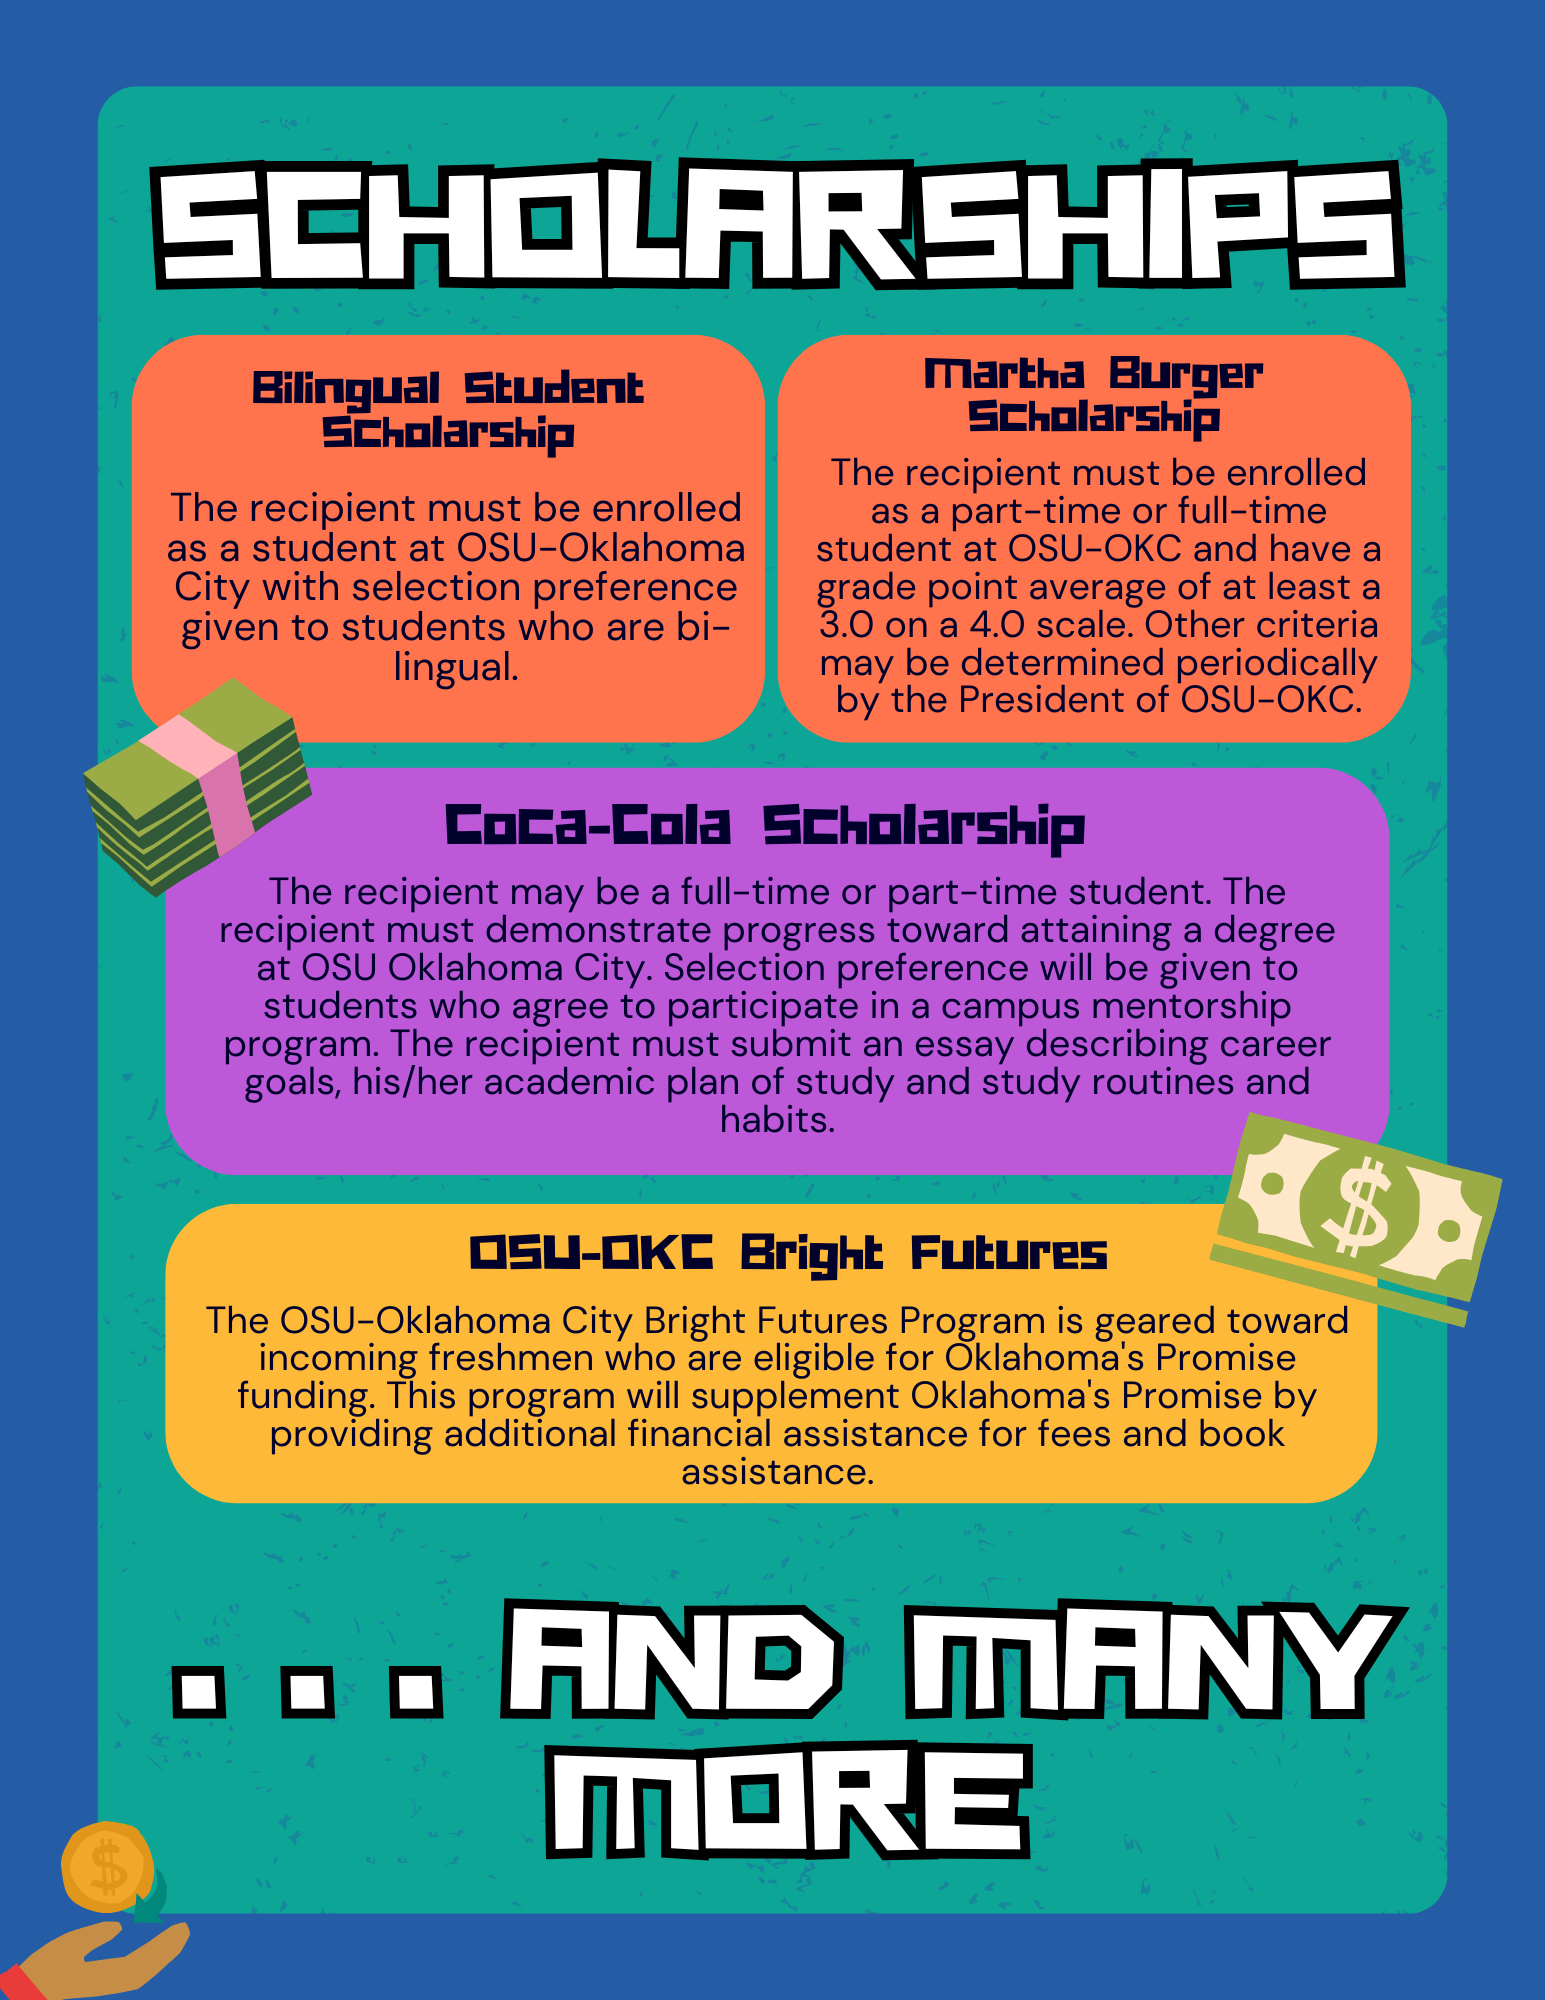 SCHOLARSHIPS
Bilingual Student
Scholarship
The recipient must be enrolled
as a student at OSU-Oklahoma
City with selection preference
given to students who are bi-
lingual.
Martha Burger
Scholarship
The recipient must be enrolled
as a part-time or full-time
student at OSU-OKC and have a
grade point average of at least a
3.0 on a 4.0 scale. Other criteria
may be determined periodically
by the President of OSU-OKC.
Coca-Cola Scholarship
The recipient may be a full-time or part-time student. The
recipient must demonstrate progress toward attaining a degree
at OSU Oklahoma City. Selection preference will be given to
students who agree to participate in a campus mentorship
program. The recipient must submit an essay describing career
goals, his/her academic plan of study and study routines and
habits.
$
OSU-OKC Bright Futures
The OSU-Oklahoma City Bright Futures Program is geared toward
incoming freshmen who are eligible for Oklahoma's Promise
funding. This program will supplement Oklahoma's Promise by
providing additional financial assistance for fees and book
assistance.
... AND MANY
MORE
$